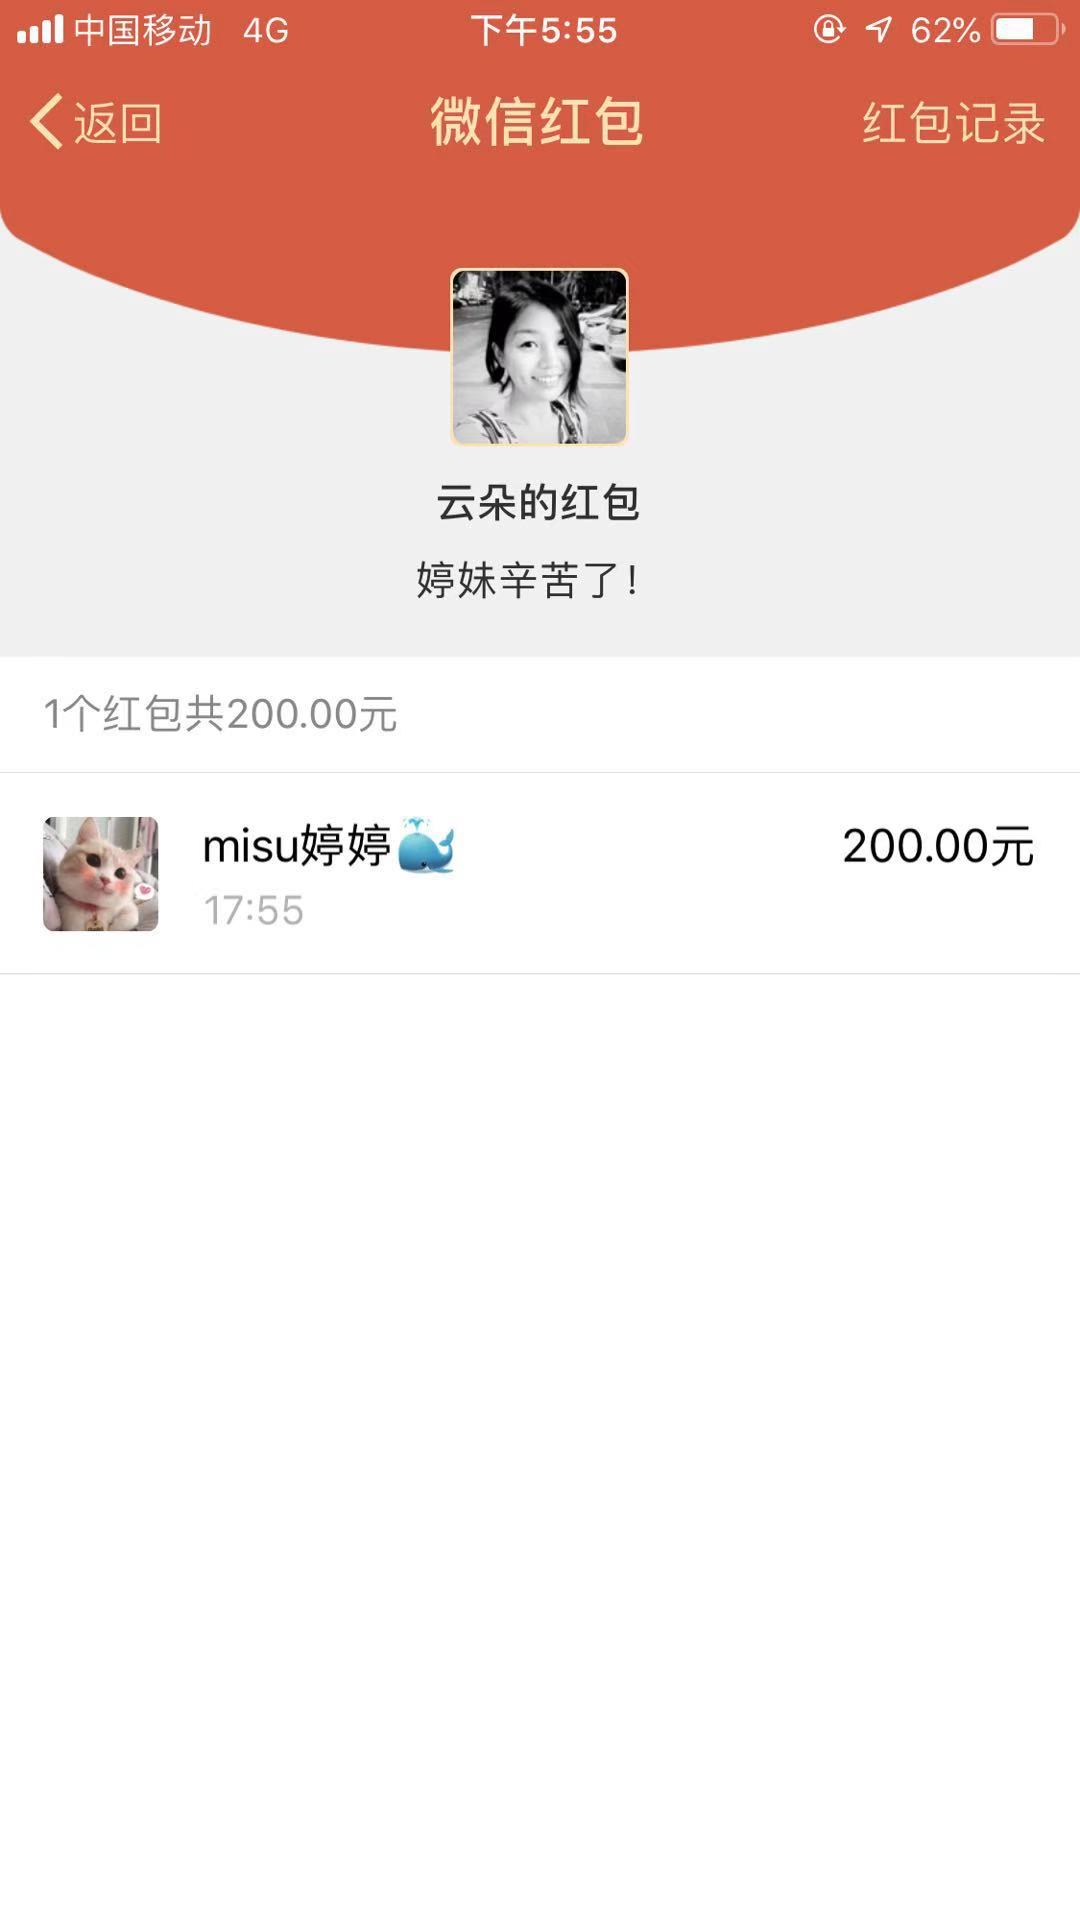 中国移动 4G 下午5:55 62%
返回 微信红包 红包记录
云朵的红包
婷妹辛苦了!
1个红包共200.00元
misu婷婷🐳 200.00元
17:55